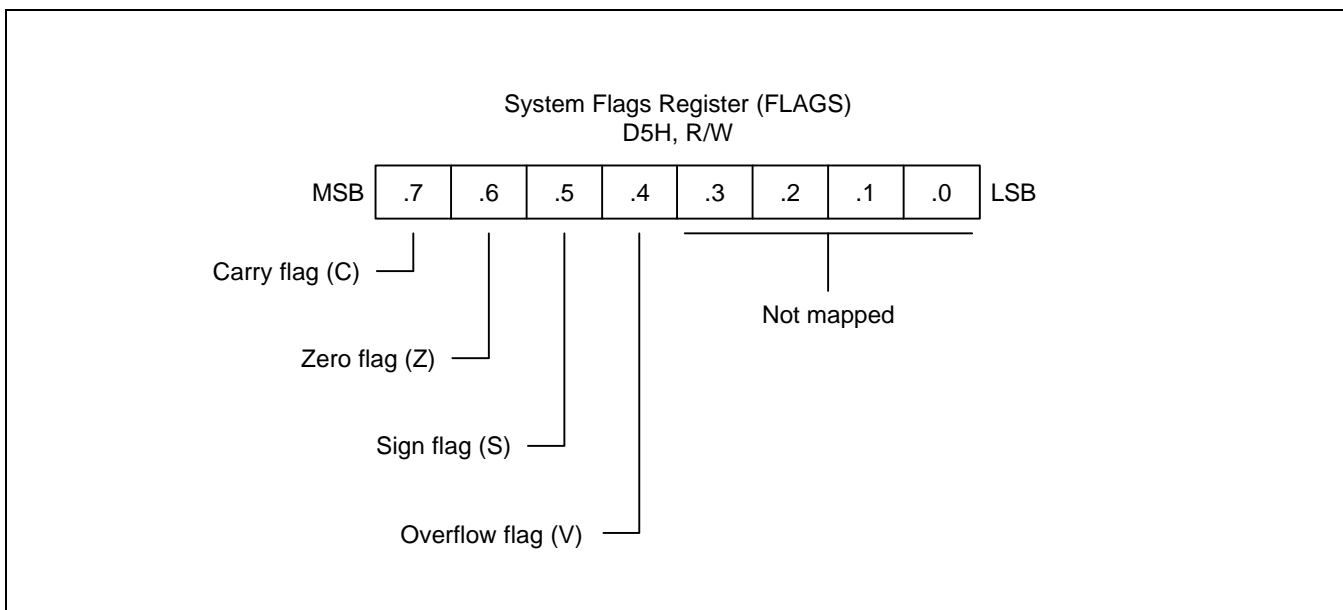 System Flags Register (FLAGS)
D5H, R/W
MSB .7 .6 .5 .4 .3 .2 .1 .0 LSB
Carry flag (C)
Not mapped
Zero flag (Z)
Sign flag (S)
Overflow flag (V)